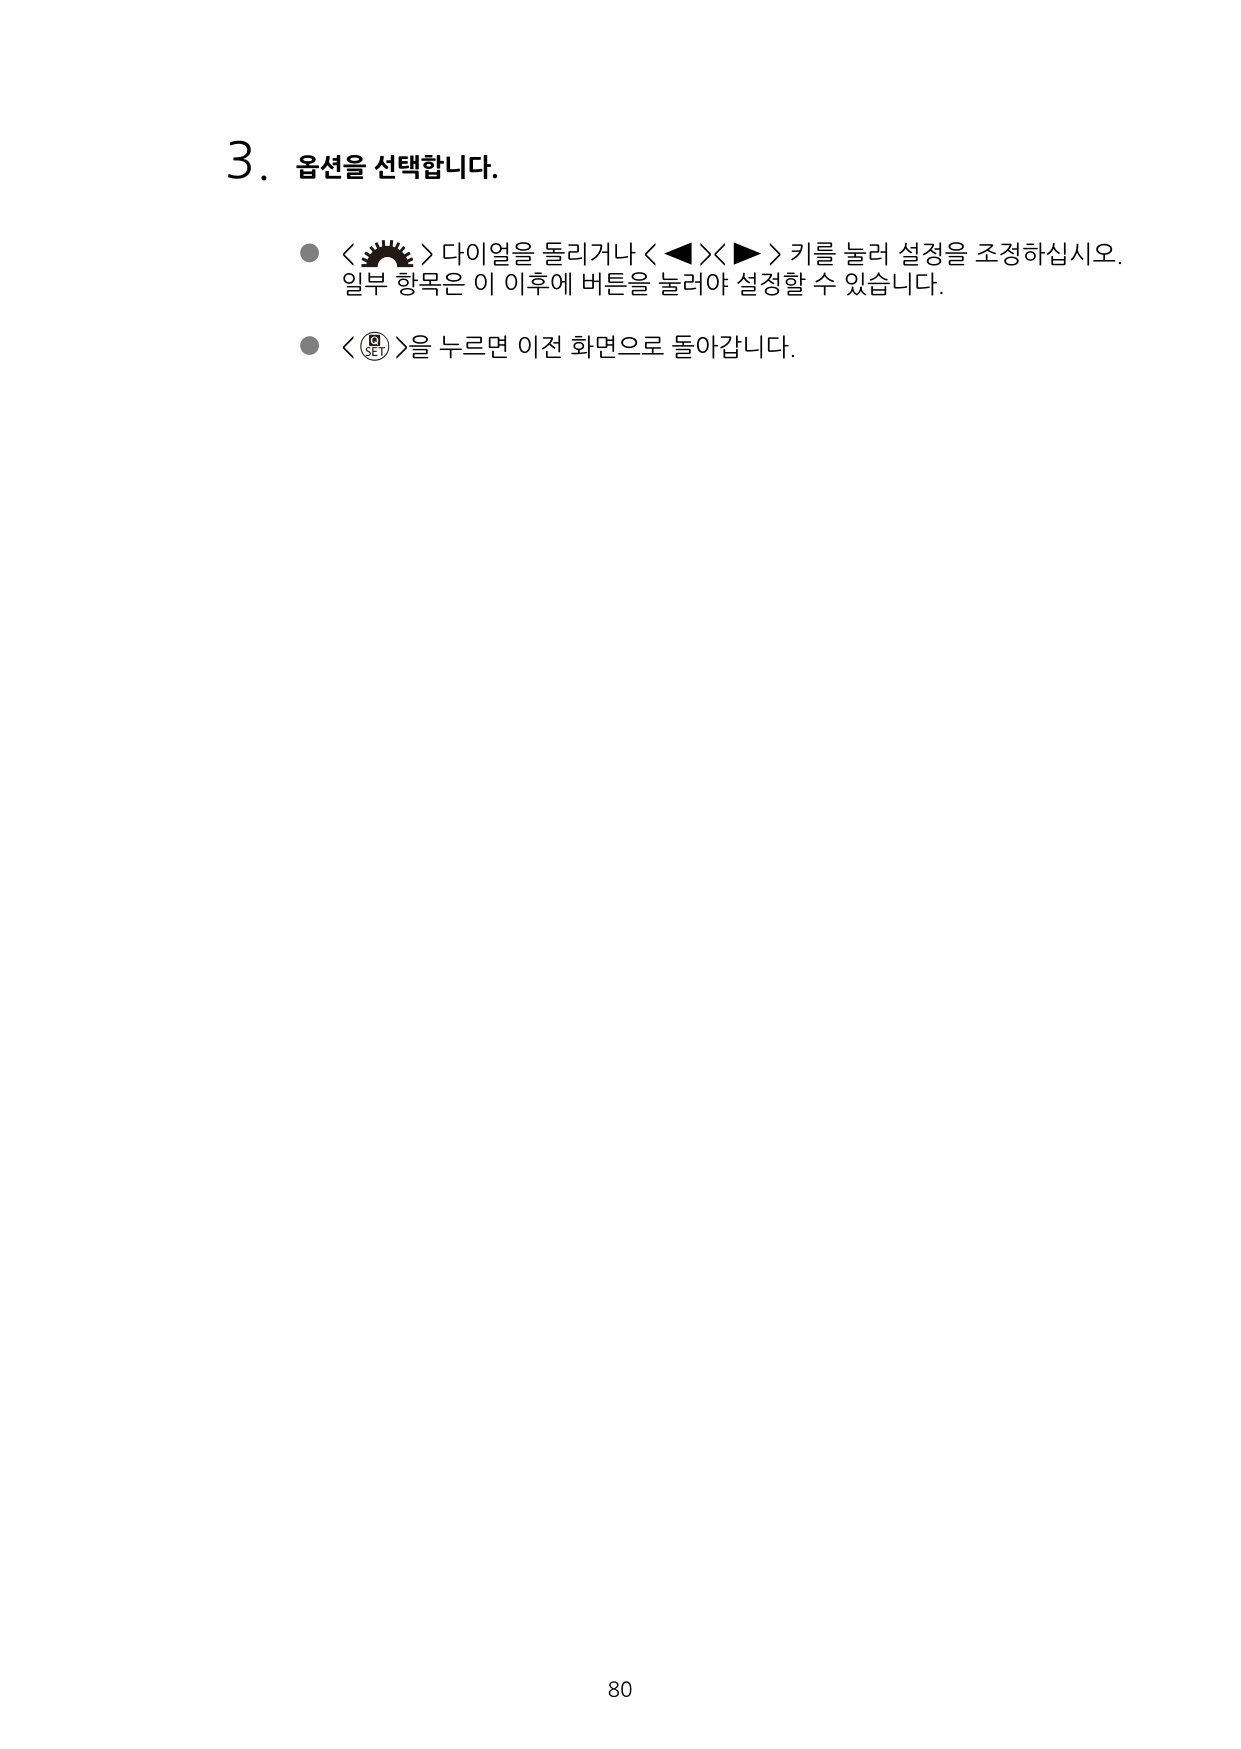 3. 옵션을 선택합니다.
● < > 다이얼을 돌리거나 < ◀ >< ▶ > 키를 눌러 설정을 조정하십시오.
일부 항목은 이 이후에 버튼을 눌러야 설정할 수 있습니다.
● < Q SET >을 누르면 이전 화면으로 돌아갑니다.
80